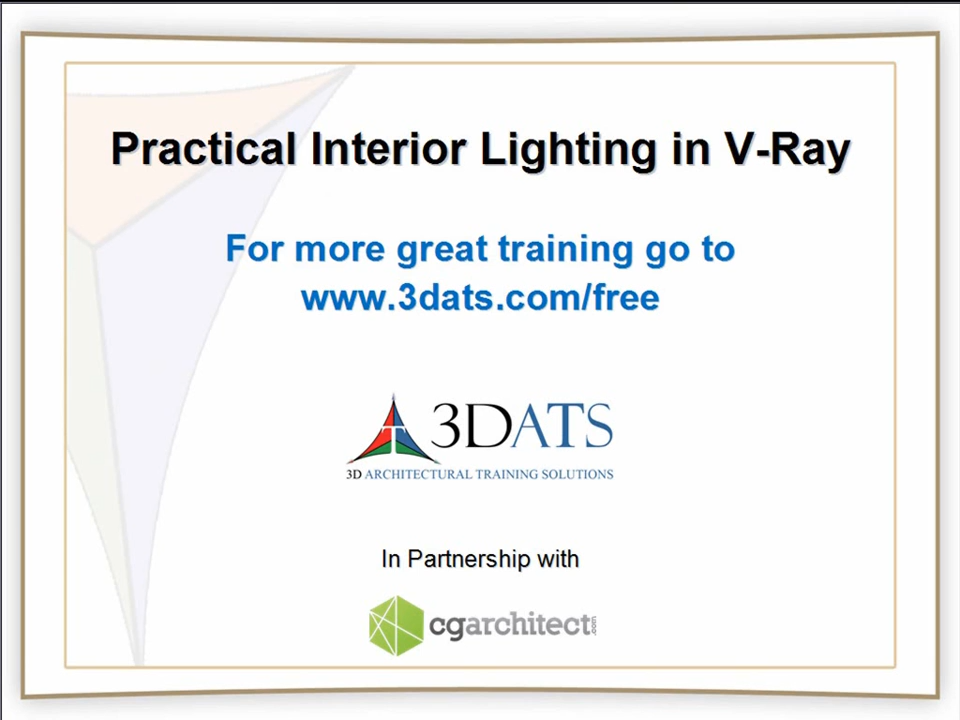 Practical Interior Lighting in V-Ray
For more great training go to
www.3dats.com/free
3DATS
3D ARCHITECTURAL TRAINING SOLUTIONS
In Partnership with
cgarchitect.com